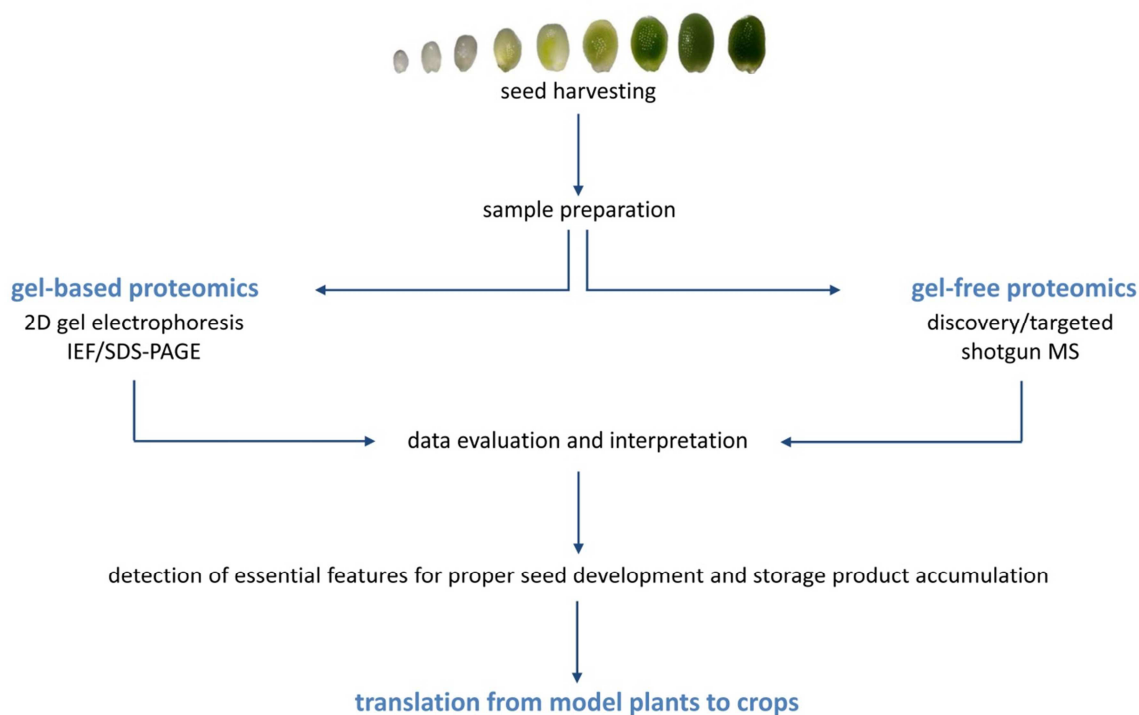 seed harvesting
sample preparation
gel-based proteomics
2D gel electrophoresis
IEF/SDS-PAGE
gel-free proteomics
discovery/targeted
shotgun MS
data evaluation and interpretation
detection of essential features for proper seed development and storage product accumulation
translation from model plants to crops